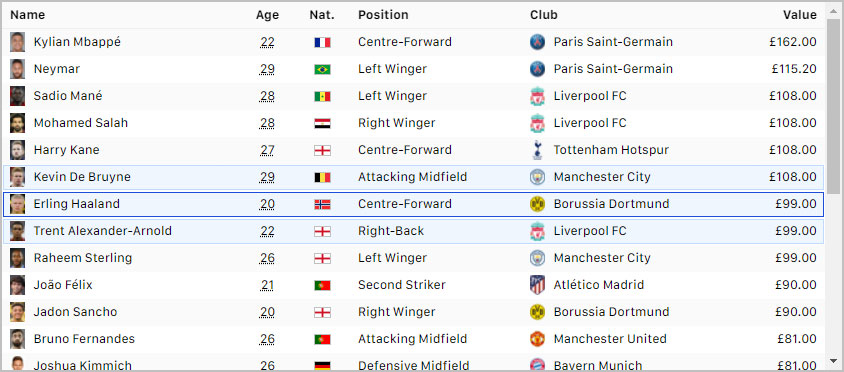 Name Age Nat. Position Club Value
Kylian Mbappé 22 Centre-Forward Paris Saint-Germain £162.00
Neymar 29 Left Winger Paris Saint-Germain £115.20
Sadio Mané 28 Left Winger Liverpool FC £108.00
Mohamed Salah 28 Right Winger Liverpool FC £108.00
Harry Kane 27 Centre-Forward Tottenham Hotspur £108.00
Kevin De Bruyne 29 Attacking Midfield Manchester City £108.00
Erling Haaland 20 Centre-Forward Borussia Dortmund £99.00
Trent Alexander-Arnold 22 Right-Back Liverpool FC £99.00
Raheem Sterling 26 Left Winger Manchester City £99.00
João Félix 21 Second Striker Atlético Madrid £90.00
Jadon Sancho 20 Right Winger Borussia Dortmund £90.00
Bruno Fernandes 26 Attacking Midfield Manchester United £81.00
Joshua Kimmich 26 Defensive Midfield Bayern Munich £81.00